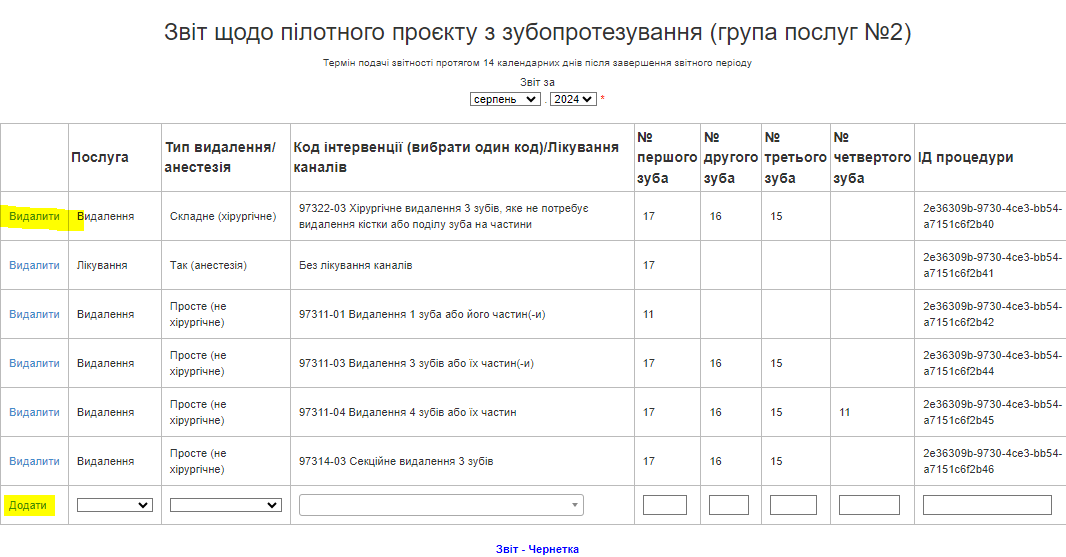 Звіт щодо пілотного проєкту з зубопротезування (група послуг №2)
Термін подачі звітності протягом 14 календарних днів після завершення звітного періоду
Звіт за
серпень . 2024 *
Послуга Тип видалення/ анестезія Код інтервенції (вибрати один код)/Лікування каналів № першого зуба № другого зуба № третього зуба № четвертого зуба ІД процедури
Видалити Видалення Складне (хірургічне) 97322-03 Хірургічне видалення 3 зубів, яке не потребує видалення кістки або поділу зуба на частини 17 16 15 2e36309b-9730-4ce3-bb54-a7151c6f2b40
Видалити Лікування Так (анестезія) Без лікування каналів 17 2e36309b-9730-4ce3-bb54-a7151c6f2b41
Видалити Видалення Просте (не хірургічне) 97311-01 Видалення 1 зуба або його частин(-и) 11 2e36309b-9730-4ce3-bb54-a7151c6f2b42
Видалити Видалення Просте (не хірургічне) 97311-03 Видалення 3 зубів або їх частин(-и) 17 16 15 2e36309b-9730-4ce3-bb54-a7151c6f2b44
Видалити Видалення Просте (не хірургічне) 97311-04 Видалення 4 зубів або їх частин 17 16 15 11 2e36309b-9730-4ce3-bb54-a7151c6f2b45
Видалити Видалення Просте (не хірургічне) 97314-03 Секційне видалення 3 зубів 17 16 15 2e36309b-9730-4ce3-bb54-a7151c6f2b46
Додати
Звіт - Чернетка